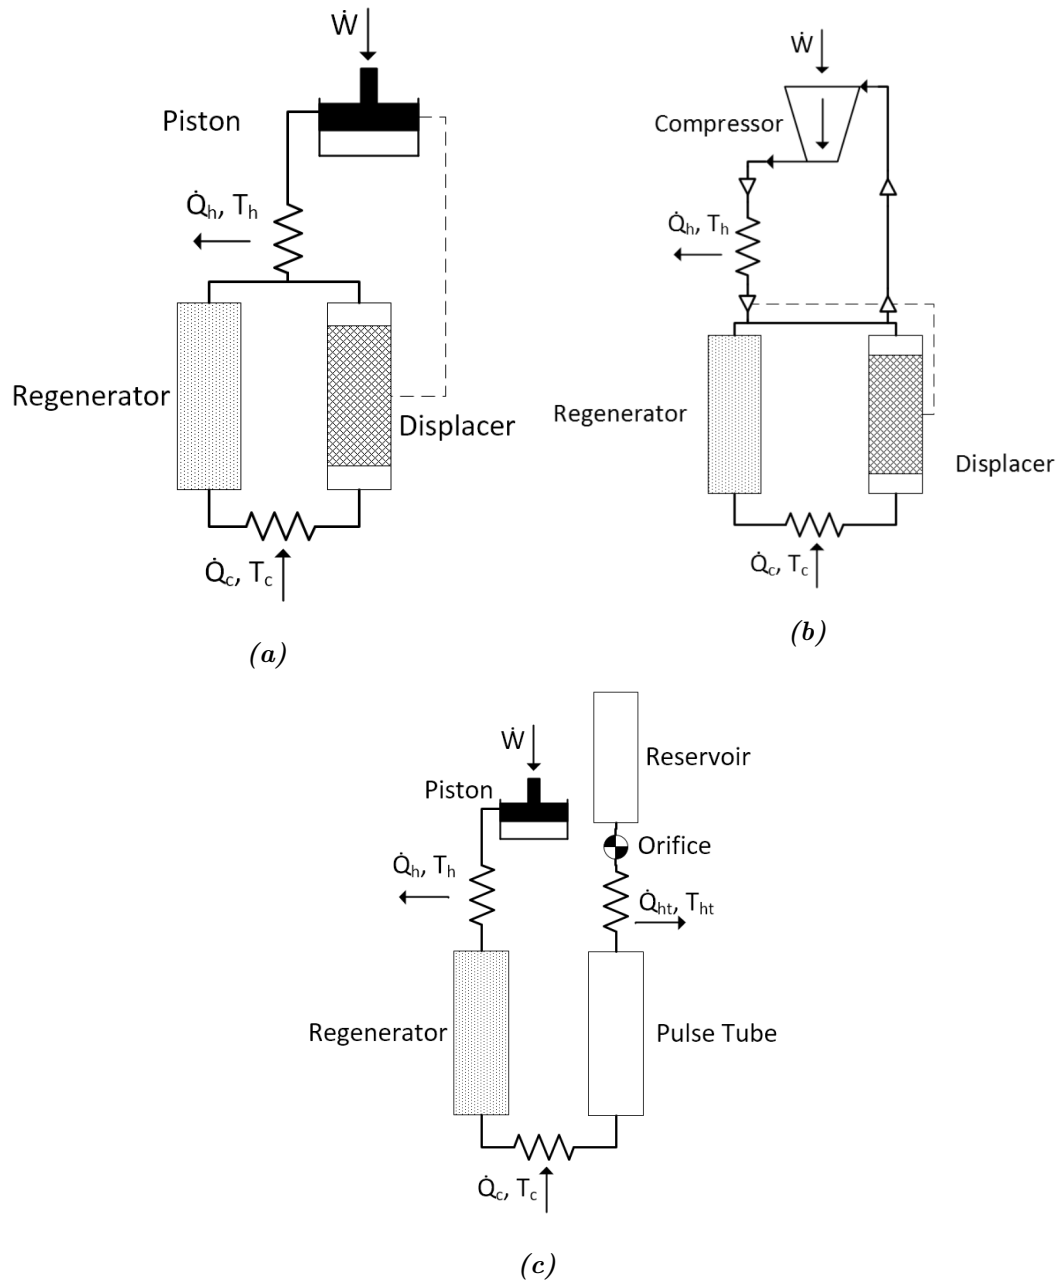 Ẇ
Piston
Q̇h, Th
Regenerator
Displacer
Q̇c, Tc
(a)
Ẇ
Compressor
Q̇h, Th
Regenerator
Displacer
Q̇c, Tc
(b)
Ẇ
Reservoir
Piston
Orifice
Q̇h, Th
Q̇ht, Tht
Regenerator
Pulse Tube
Q̇c, Tc
(c)